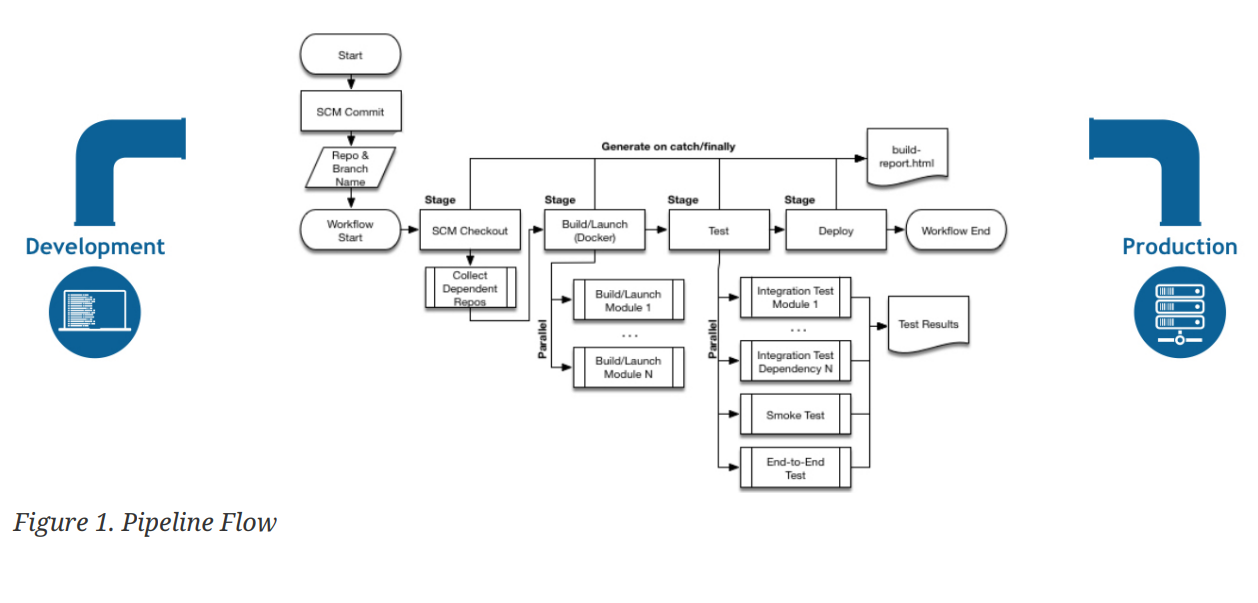 Start
SCM Commit
Repo &
Branch
Name
Generate on catch/finally
build-
report.html
Stage
Stage
Stage
Stage
Workflow
Start
SCM Checkout
Build/Launch
(Docker)
Test
Deploy
Workflow End
Development
Production
Collect
Dependent
Repos
Parallel
Build/Launch
Module 1
...
Build/Launch
Module N
Parallel
Integration Test
Module 1
...
Integration Test
Dependency N
Smoke Test
End-to-End
Test
Test Results
Figure 1. Pipeline Flow